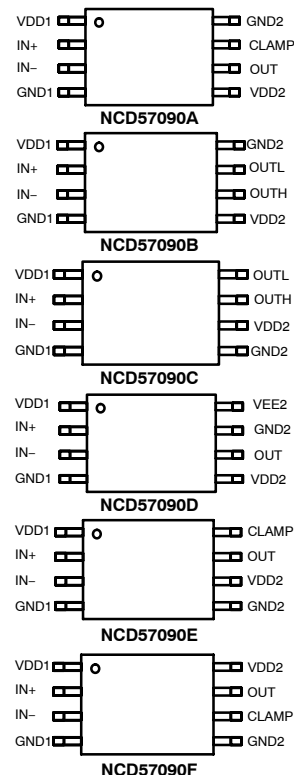 VDD1 GND2
IN+ CLAMP
IN− OUT
GND1 VDD2
NCD57090A
VDD1 GND2
IN+ OUTL
IN− OUTH
GND1 VDD2
NCD57090B
VDD1 OUTL
IN+ OUTH
IN− VDD2
GND1 GND2
NCD57090C
VDD1 VEE2
IN+ GND2
IN− OUT
GND1 VDD2
NCD57090D
VDD1 CLAMP
IN+ OUT
IN− VDD2
GND1 GND2
NCD57090E
VDD1 VDD2
IN+ OUT
IN− CLAMP
GND1 GND2
NCD57090F